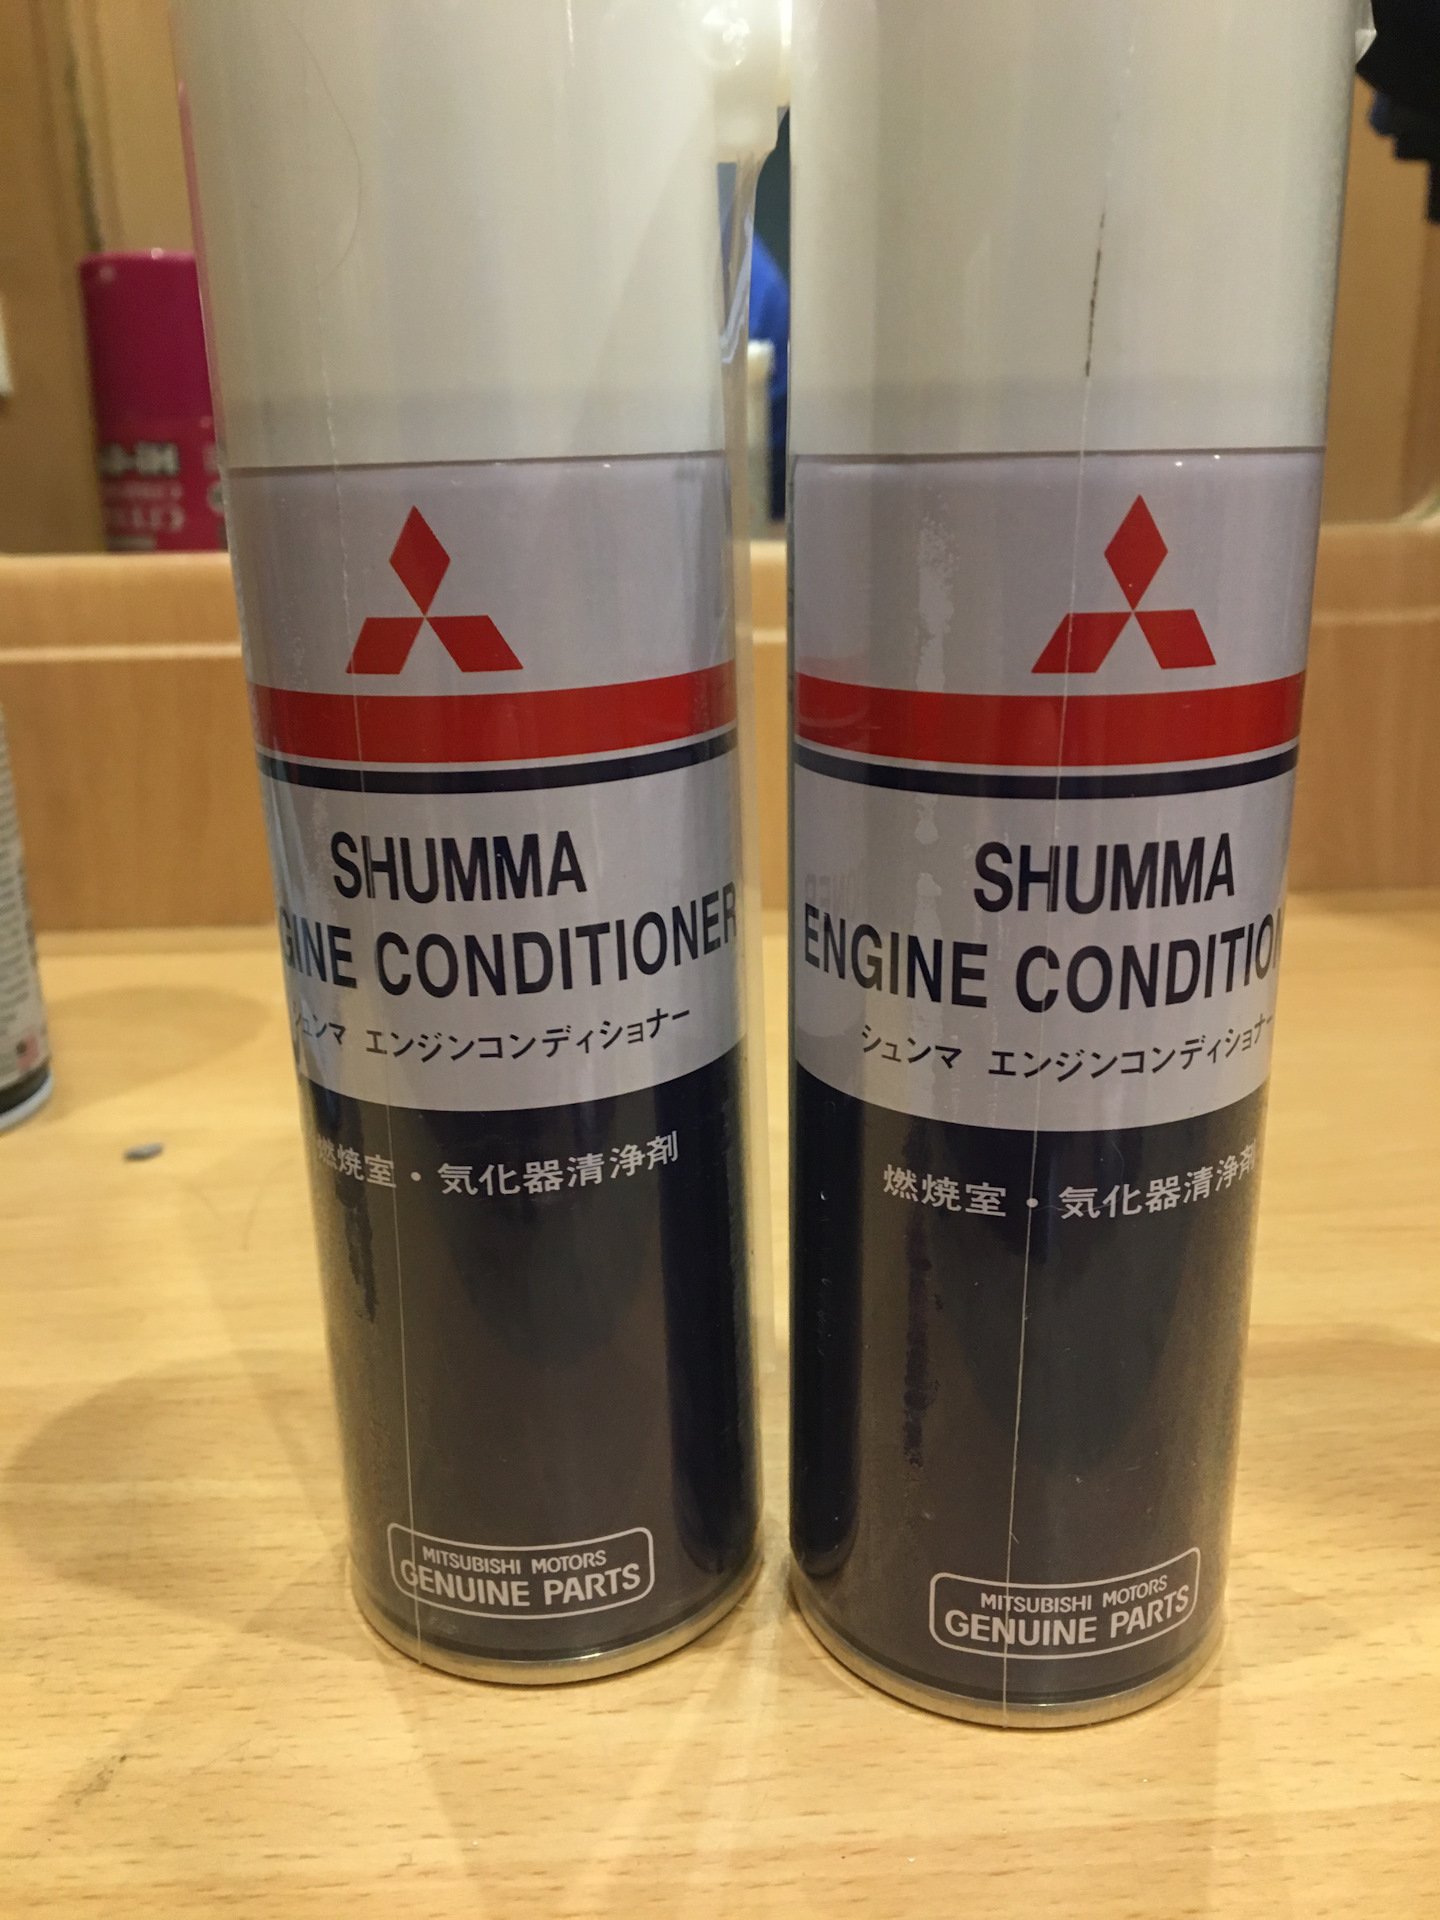 SHUMMA
GINE CONDITIONER
シュンマ エンジンコンディショナー
燃焼室・気化器清浄剤
MITSUBISHI MOTORS
GENUINE PARTS
SHUMMA
ENGINE CONDITION
シュンマ エンジンコンディショナー
燃焼室・気化器清浄剤
MITSUBISHI MOTORS
GENUINE PARTS